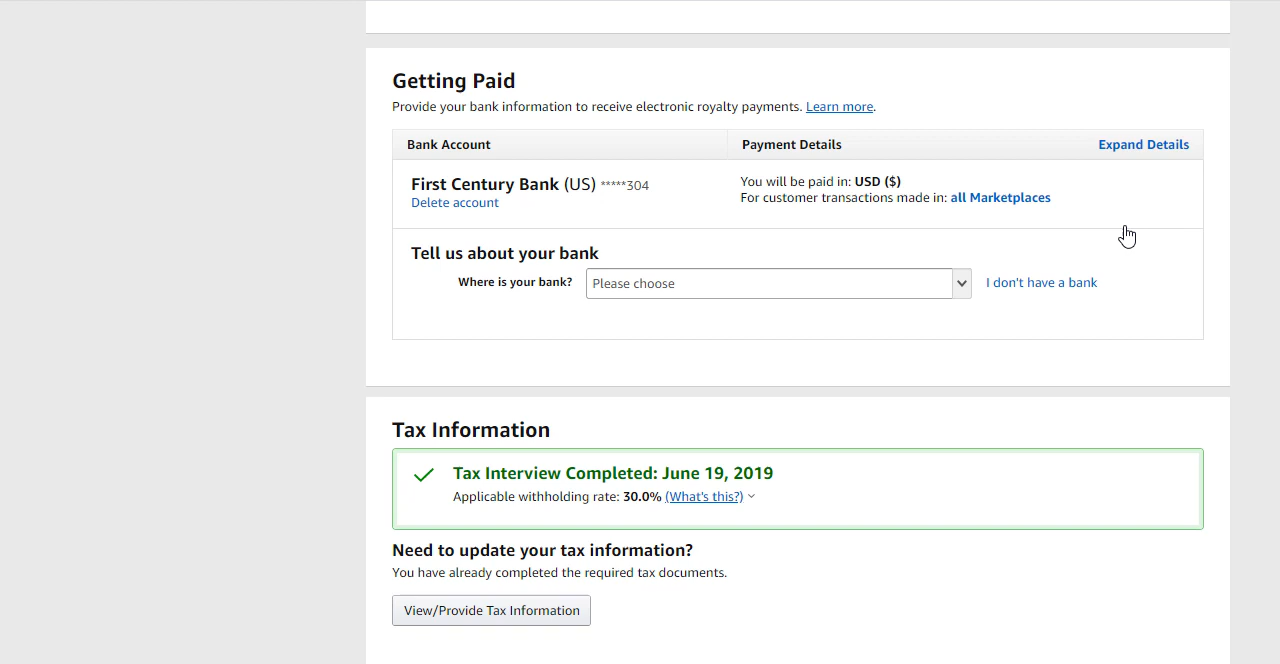 Getting Paid
Provide your bank information to receive electronic royalty payments. Learn more.
Bank Account Payment Details Expand Details
First Century Bank (US) *****304
Delete account
You will be paid in: USD ($)
For customer transactions made in: all Marketplaces
Tell us about your bank
Where is your bank? Please choose I don't have a bank
Tax Information
Tax Interview Completed: June 19, 2019
Applicable withholding rate: 30.0% (What's this?)
Need to update your tax information?
You have already completed the required tax documents.
View/Provide Tax Information